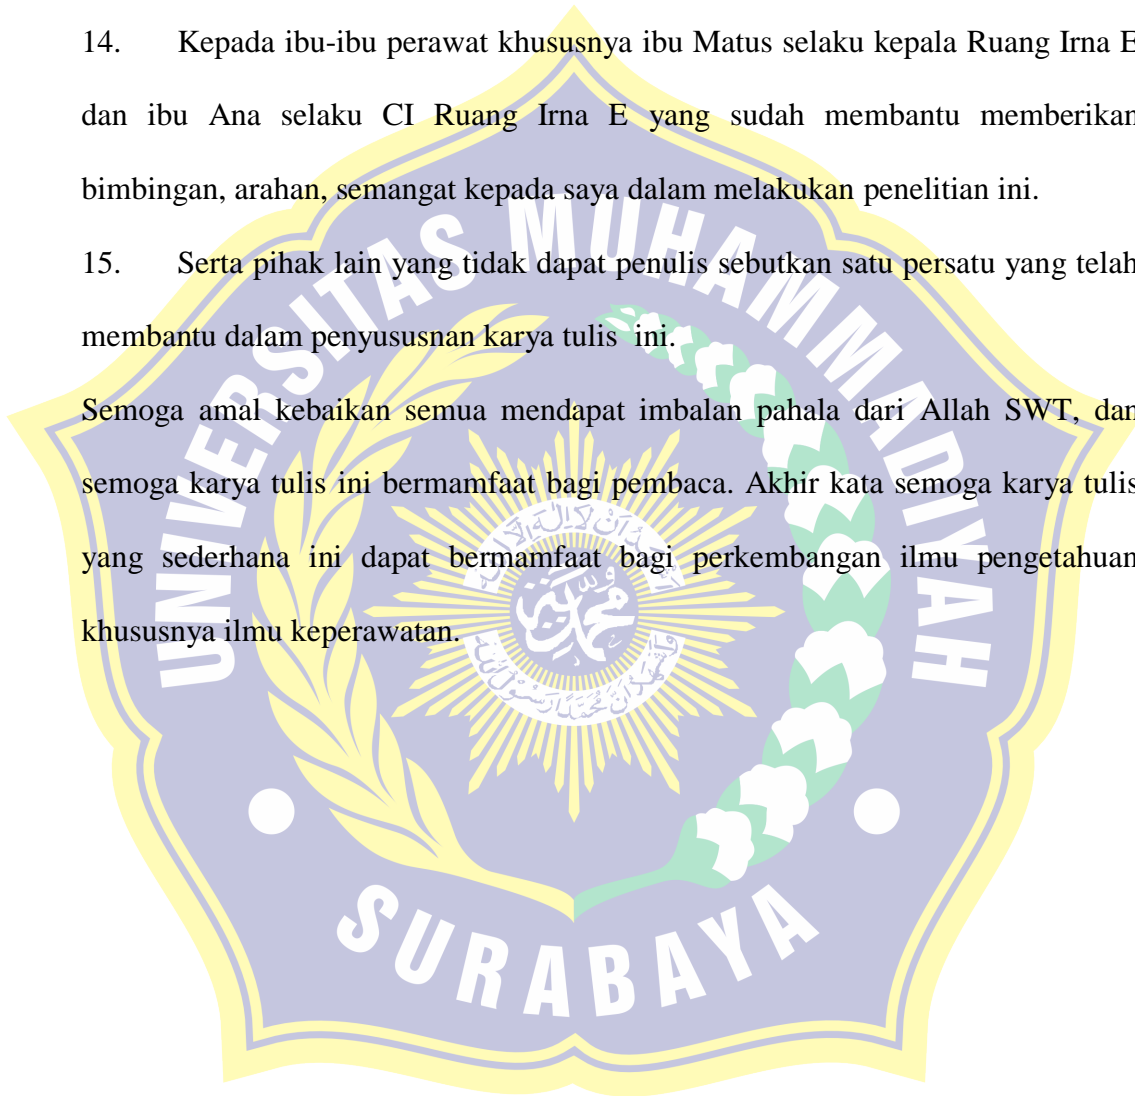 14. Kepada ibu-ibu perawat khususnya ibu Matus selaku kepala Ruang Irna E
dan ibu Ana selaku CI Ruang Irna E yang sudah membantu memberikan
bimbingan, arahan, semangat kepada saya dalam melakukan penelitian ini.
15. Serta pihak lain yang tidak dapat penulis sebutkan satu persatu yang telah
membantu dalam penyususnan karya tulis ini.
Semoga amal kebaikan semua mendapat imbalan pahala dari Allah SWT, dan
semoga karya tulis ini bermamfaat bagi pembaca. Akhir kata semoga karya tulis
yang sederhana ini dapat bermamfaat bagi perkembangan ilmu pengetahuan
khususnya ilmu keperawatan.
UNIVERSITAS MUHAMMADIYAH
SURABAYA